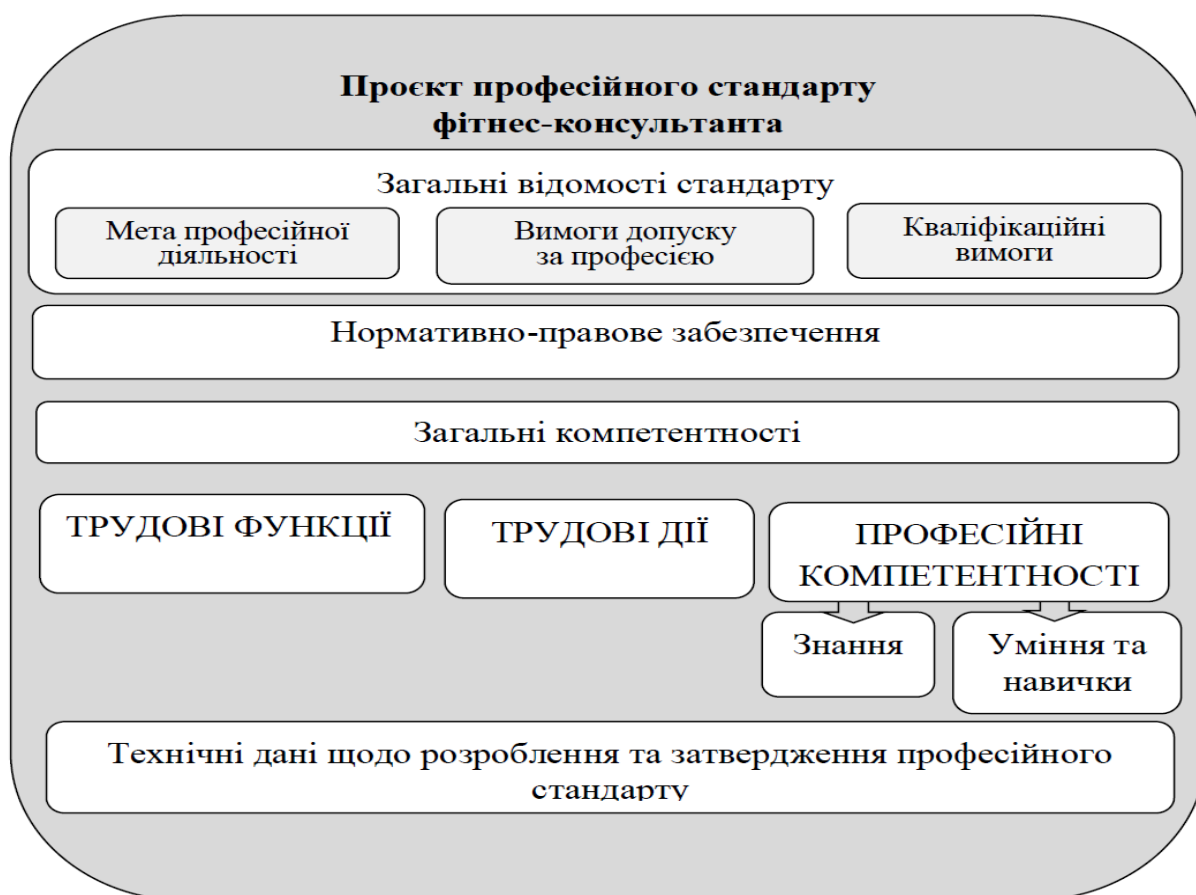 Проєкт професійного стандарту
фітнес-консультанта
Загальні відомості стандарту
Мета професійної
діяльності
Вимоги допуску
за професією
Кваліфікаційні
вимоги
Нормативно-правове забезпечення
Загальні компетентності
ТРУДОВІ ФУНКЦІЇ
ТРУДОВІ ДІЇ
ПРОФЕСІЙНІ
КОМПЕТЕНТНОСТІ
Знання
Уміння та
навички
Технічні дані щодо розроблення та затвердження професійного
стандарту